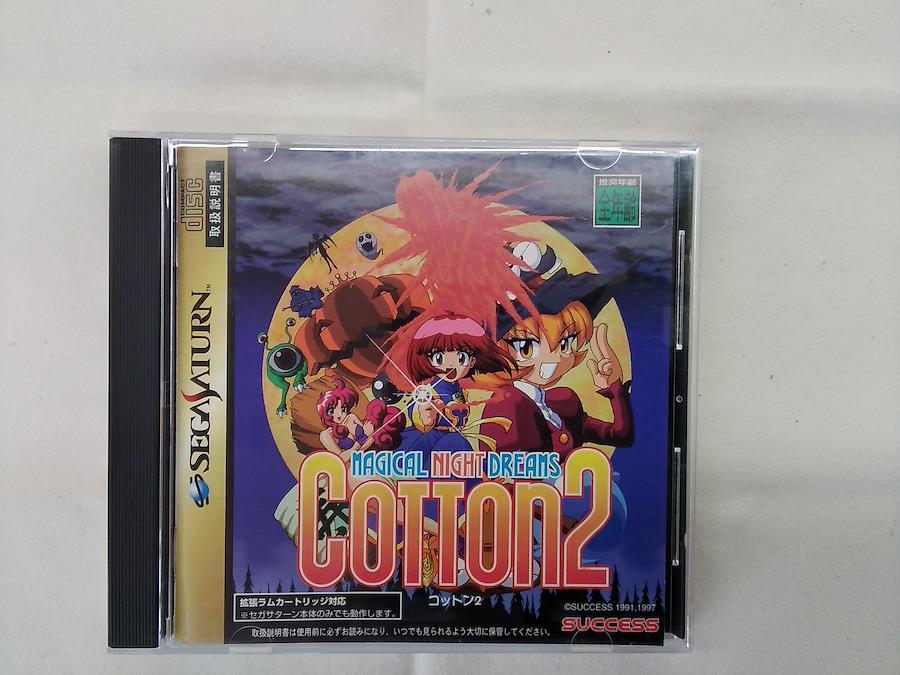 COMPACT
disc
取扱説明書
SEGA SATURN™
推奨年齢
全年齢
MAGICAL NIGHT DREAMS
COTTON2
コットン2
拡張ラムカートリッジ対応
※セガサターン本体のみでも動作します。
©SUCCESS 1991,1997
SUCCESS
取扱説明書は使用前に必ずお読みになり、いつでも見られるよう大切に保管してください。